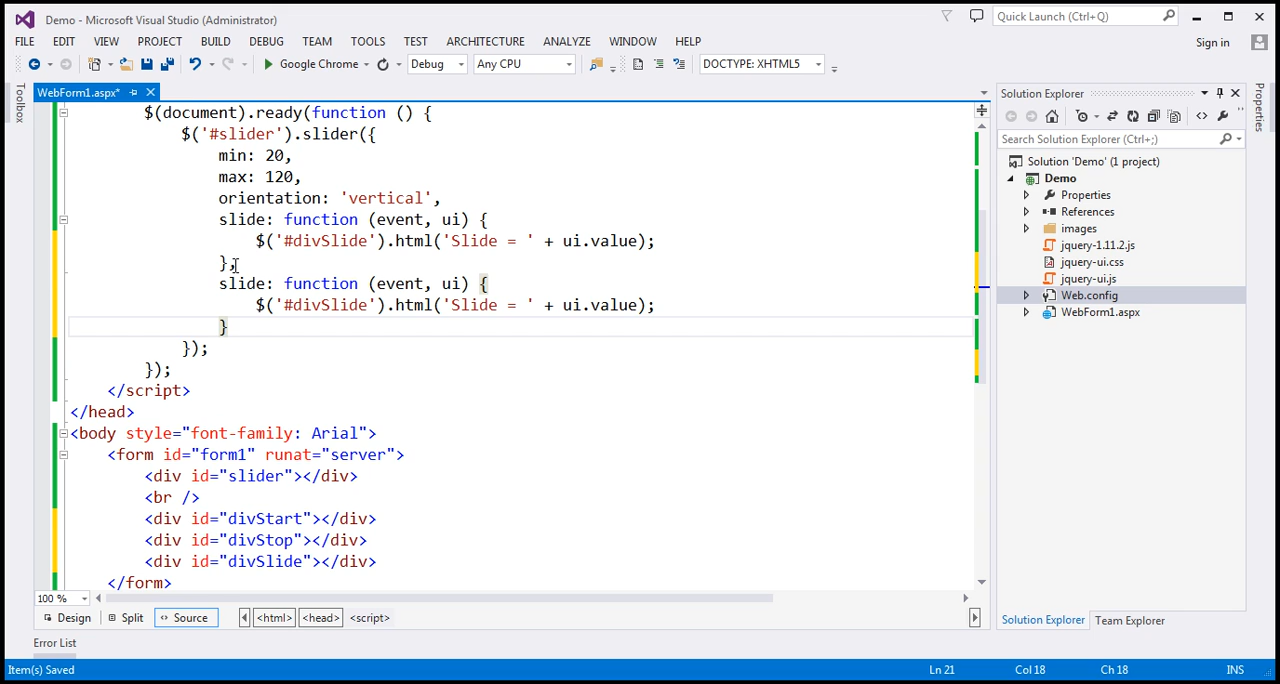 Demo - Microsoft Visual Studio (Administrator)
Quick Launch (Ctrl+Q)
FILE EDIT VIEW PROJECT BUILD DEBUG TEAM TOOLS TEST ARCHITECTURE ANALYZE WINDOW HELP
Sign in
Google Chrome
Debug
Any CPU
DOCTYPE: XHTML5
Toolbox
WebForm1.aspx*
$(document).ready(function () {
$('#slider').slider({
min: 20,
max: 120,
orientation: 'vertical',
slide: function (event, ui) {
$('#divSlide').html('Slide = ' + ui.value);
},
slide: function (event, ui) {
$('#divSlide').html('Slide = ' + ui.value);
}
});
});
</script>
</head>
<body style="font-family: Arial">
<form id="form1" runat="server">
<div id="slider"></div>
<br />
<div id="divStart"></div>
<div id="divStop"></div>
<div id="divSlide"></div>
</form>
100 %
Design Split Source <html> <head> <script>
Error List
Item(s) Saved
Ln 21 Col 18 Ch 18 INS
Solution Explorer
Search Solution Explorer (Ctrl+;)
Solution 'Demo' (1 project)
Demo
Properties
References
images
jquery-1.11.2.js
jquery-ui.css
jquery-ui.js
Web.config
WebForm1.aspx
Solution Explorer Team Explorer
Properties